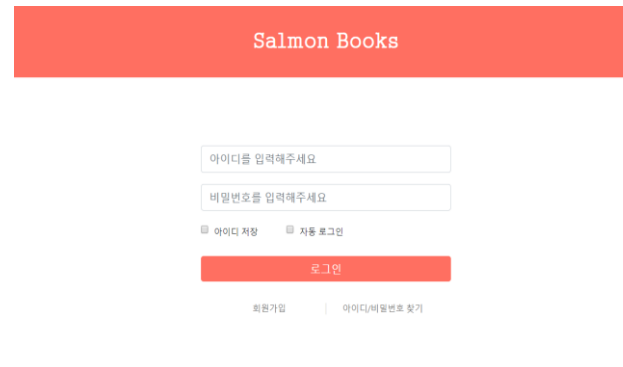 Salmon Books
아이디를 입력해주세요
비밀번호를 입력해주세요
아이디 저장 자동 로그인
로그인
회원가입 아이디/비밀번호 찾기